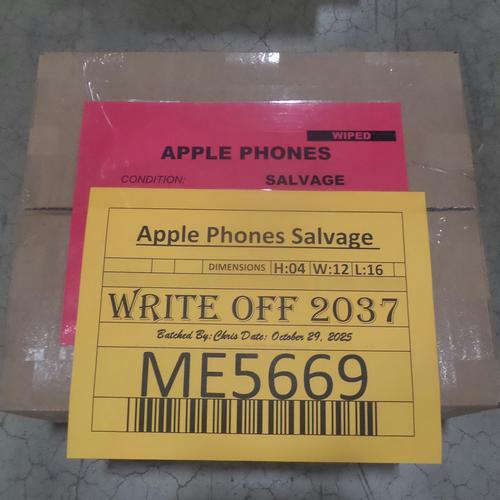 WIPED
APPLE PHONES
CONDITION: SALVAGE
Apple Phones Salvage
DIMENSIONS H:04 W:12 L:16
WRITE OFF 2037
Batched By: Chris Date: October 29, 2025
ME5669